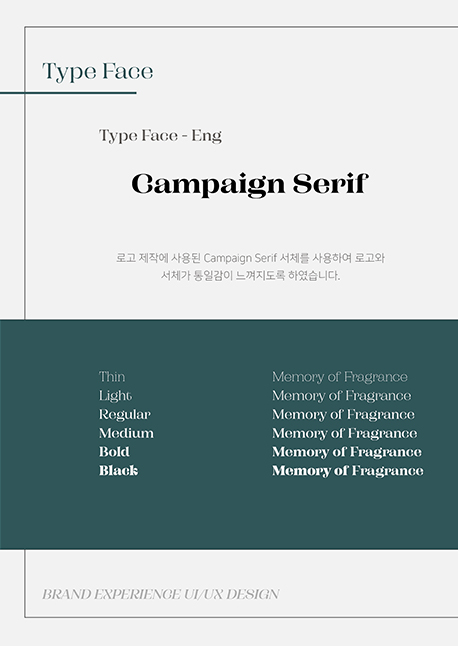 Type Face
Type Face - Eng
Campaign Serif
로고 제작에 사용된 Campaign Serif 서체를 사용하여 로고와
서체가 통일감이 느껴지도록 하였습니다.
Thin Memory of Fragrance
Light Memory of Fragrance
Regular Memory of Fragrance
Medium Memory of Fragrance
Bold Memory of Fragrance
Black Memory of Fragrance
BRAND EXPERIENCE UI/UX DESIGN